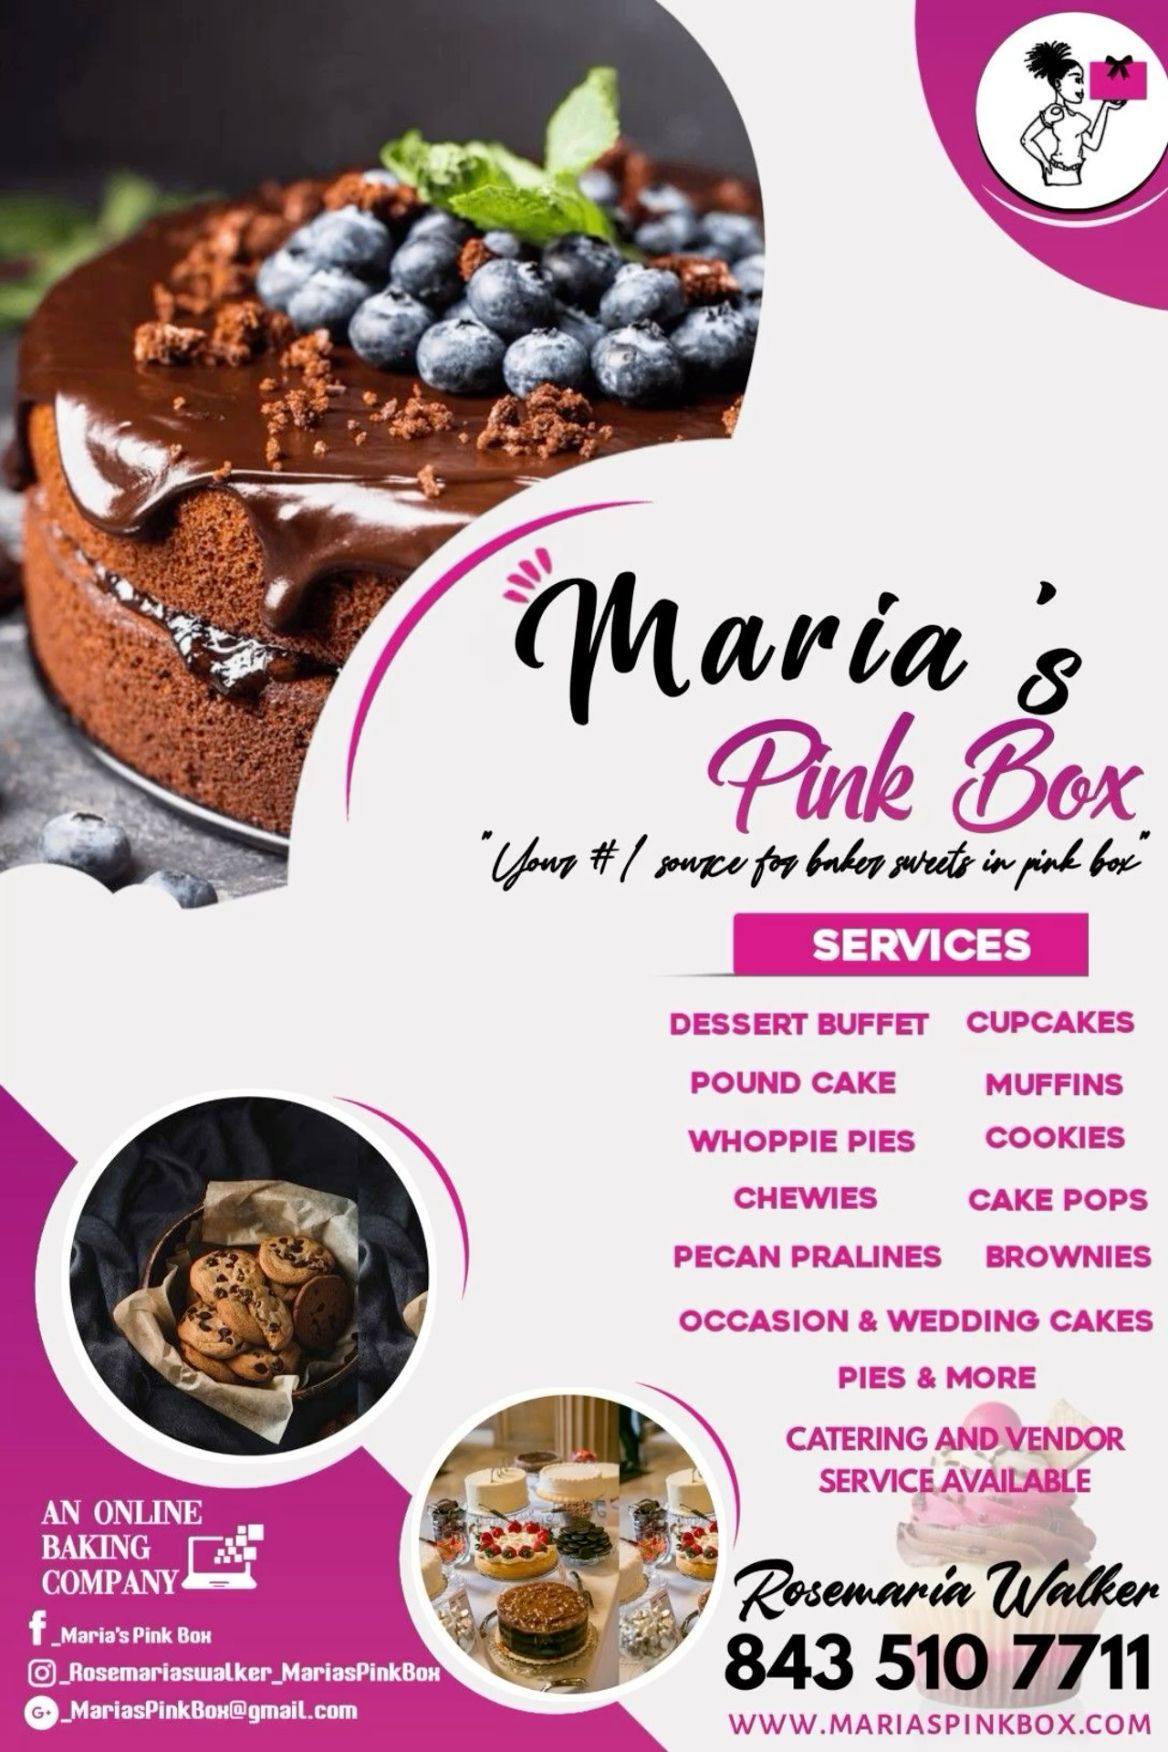 Maria's
Pink Box
"Your #1 source for baker sweets in pink box"
SERVICES
DESSERT BUFFET CUPCAKES
POUND CAKE MUFFINS
WHOPPIE PIES COOKIES
CHEWIES CAKE POPS
PECAN PRALINES BROWNIES
OCCASION & WEDDING CAKES
PIES & MORE
CATERING AND VENDOR
SERVICE AVAILABLE
Rosemaria Walker
843 510 7711
WWW.MARIASPINKBOX.COM
AN ONLINE
BAKING
COMPANY
f_Maria's Pink Box
_Rosemariaswalker_MariasPinkBox
G+_MariasPinkBox@gmail.com